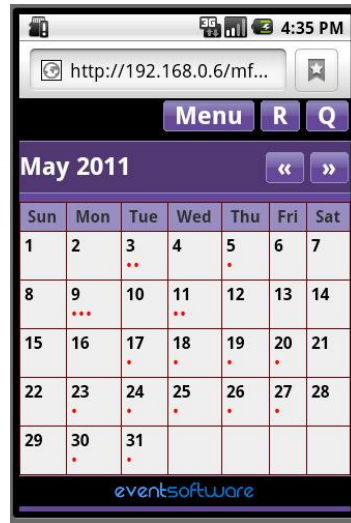 3G 4:35 PM
http://192.168.0.6/mf...
Menu R Q
May 2011 « »
Sun Mon Tue Wed Thu Fri Sat
1 2 3 4 5 6 7
8 9 10 11 12 13 14
15 16 17 18 19 20 21
22 23 24 25 26 27 28
29 30 31
eventsoftware